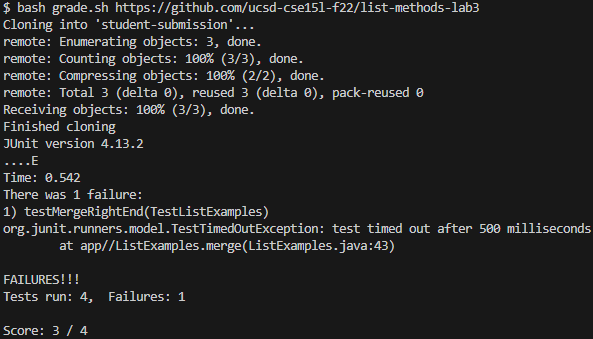 $ bash grade.sh https://github.com/ucsd-cse15l-f22/list-methods-lab3
Cloning into 'student-submission'...
remote: Enumerating objects: 3, done.
remote: Counting objects: 100% (3/3), done.
remote: Compressing objects: 100% (2/2), done.
remote: Total 3 (delta 0), reused 3 (delta 0), pack-reused 0
Receiving objects: 100% (3/3), done.
Finished cloning
JUnit version 4.13.2
....E
Time: 0.542
There was 1 failure:
1) testMergeRightEnd(TestListExamples)
org.junit.runners.model.TestTimedOutException: test timed out after 500 milliseconds
        at app//ListExamples.merge(ListExamples.java:43)

FAILURES!!!
Tests run: 4,  Failures: 1

Score: 3 / 4